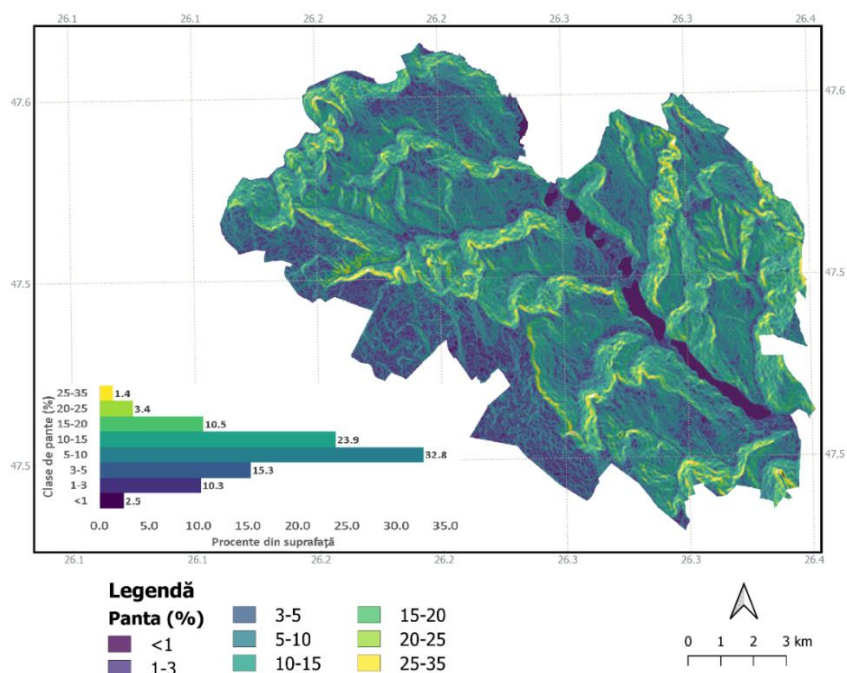 26.1 26.1 26.2 26.2 26.3 26.3 26.4
47.6 47.6
47.5 47.5
47.5 47.5
Clase de pante (%)
25-35 1.4
20-25 3.4
15-20 10.5
10-15 23.9
5-10 32.8
3-5 15.3
1-3 10.3
<1 2.5
0.0 5.0 10.0 15.0 20.0 25.0 30.0 35.0
Procente din suprafață
26.1 26.1 26.2 26.2 26.3 26.3 26.4
Legendă
Panta (%)
<1
1-3
3-5
5-10
10-15
15-20
20-25
25-35
0 1 2 3 km